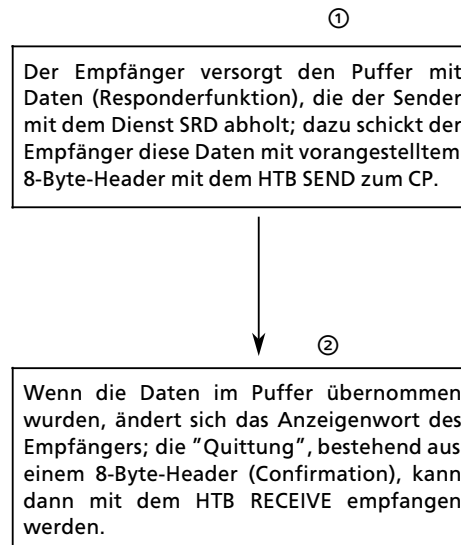 ①
Der Empfänger versorgt den Puffer mit
Daten (Responderfunktion), die der Sender
mit dem Dienst SRD abholt; dazu schickt der
Empfänger diese Daten mit vorangestelltem
8-Byte-Header mit dem HTB SEND zum CP.
②
Wenn die Daten im Puffer übernommen
wurden, ändert sich das Anzeigenwort des
Empfängers; die "Quittung", bestehend aus
einem 8-Byte-Header (Confirmation), kann
dann mit dem HTB RECEIVE empfangen
werden.